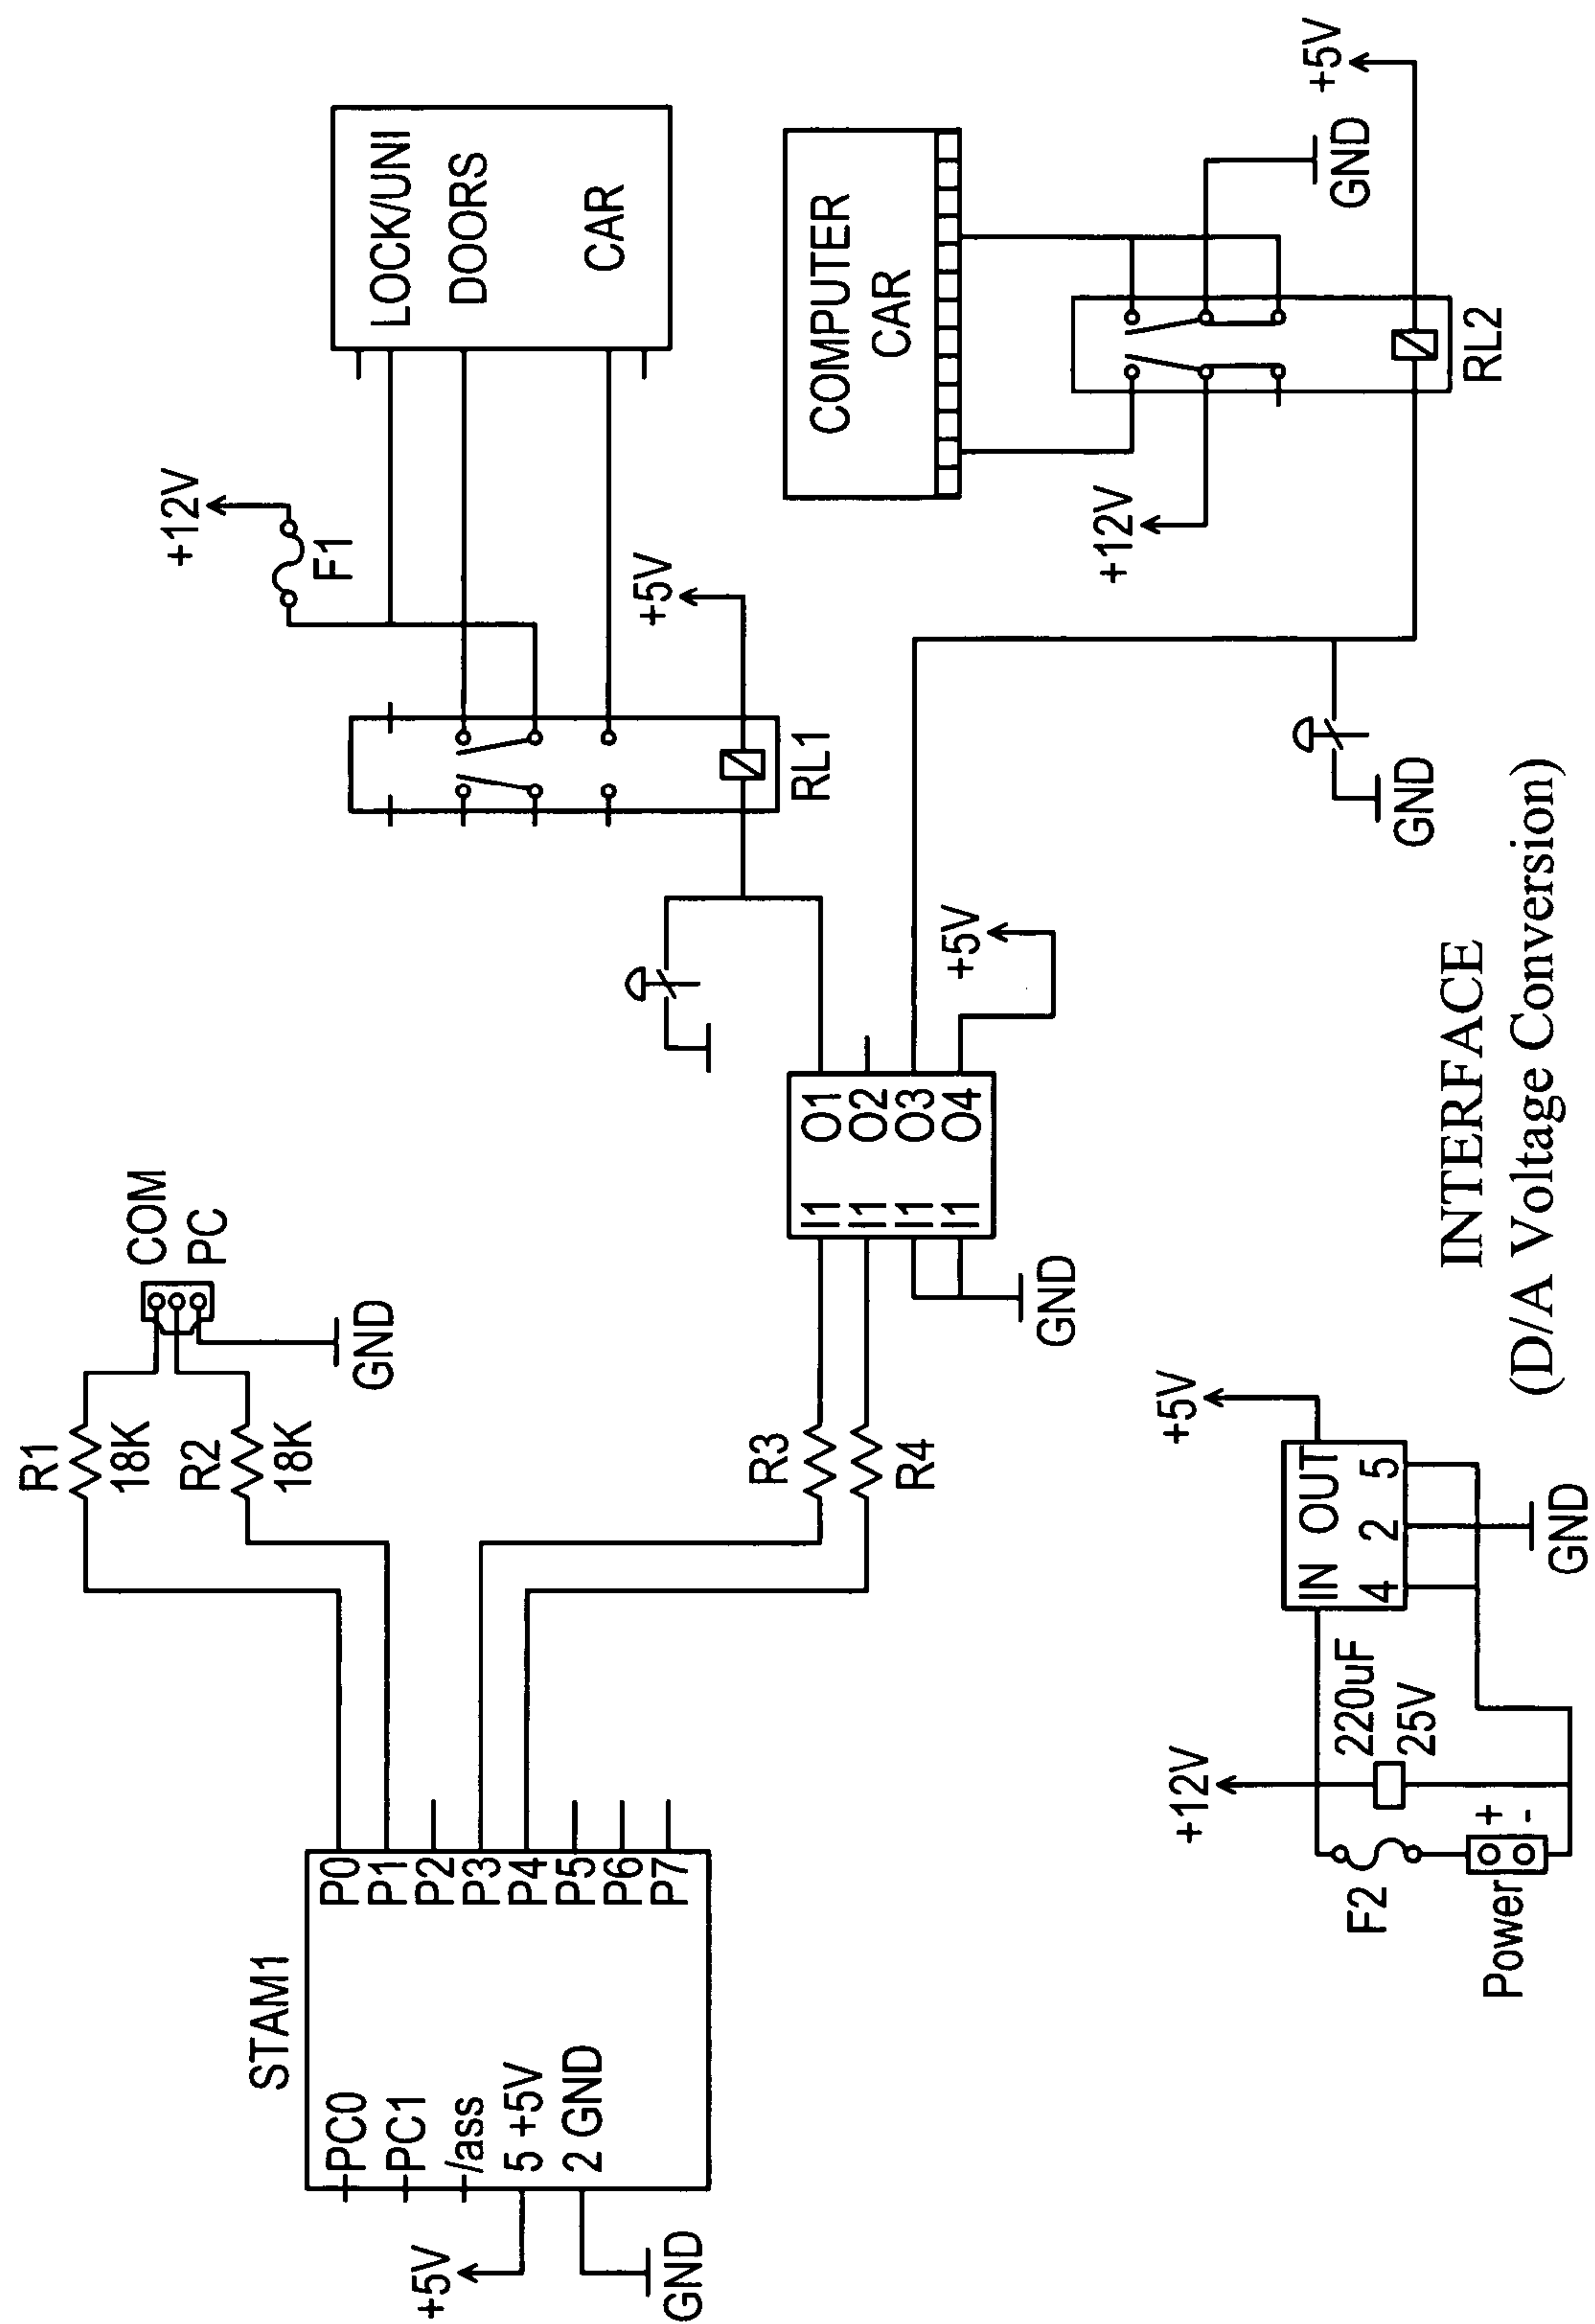 STAM1
PC0
PC1
/ass
5 +5V
2 GND
P0
P1
P2
P3
P4
P5
P6
P7
+5V
GND
R1
18K
R2
18K
COM
PC
GND
R3
R4
I1 O1
I1 O2
I1 O3
I1 O4
GND
+5V
RL1
+5V
F1
+12V
LOCK/UNI
DOORS
CAR
COMPUTER
CAR
+12V
GND
+5V
RL2
GND
Power
+
-
F2
+12V
220uF
25V
IN OUT
4 2 5
+5V
GND
INTERFACE
(D/A Voltage Conversion)